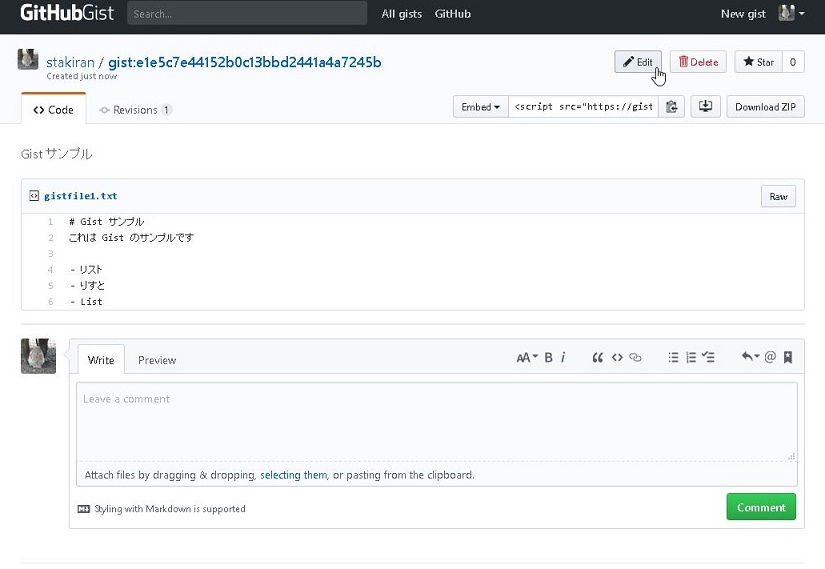 GitHubGist Search... All gists GitHub New gist
stakiran / gist:e1e5c7e44152b0c13bbd2441a4a7245b Edit Delete Star 0
Created just now
Code Revisions 1 Embed <script src="https://gist Download ZIP
Gist サンプル
gistfile1.txt Raw
1 # Gist サンプル
2 これは Gist のサンプルです
3
4 - リスト
5 - りすと
6 - List
Write Preview AA B i
Leave a comment
Attach files by dragging & dropping, selecting them, or pasting from the clipboard.
Styling with Markdown is supported Comment